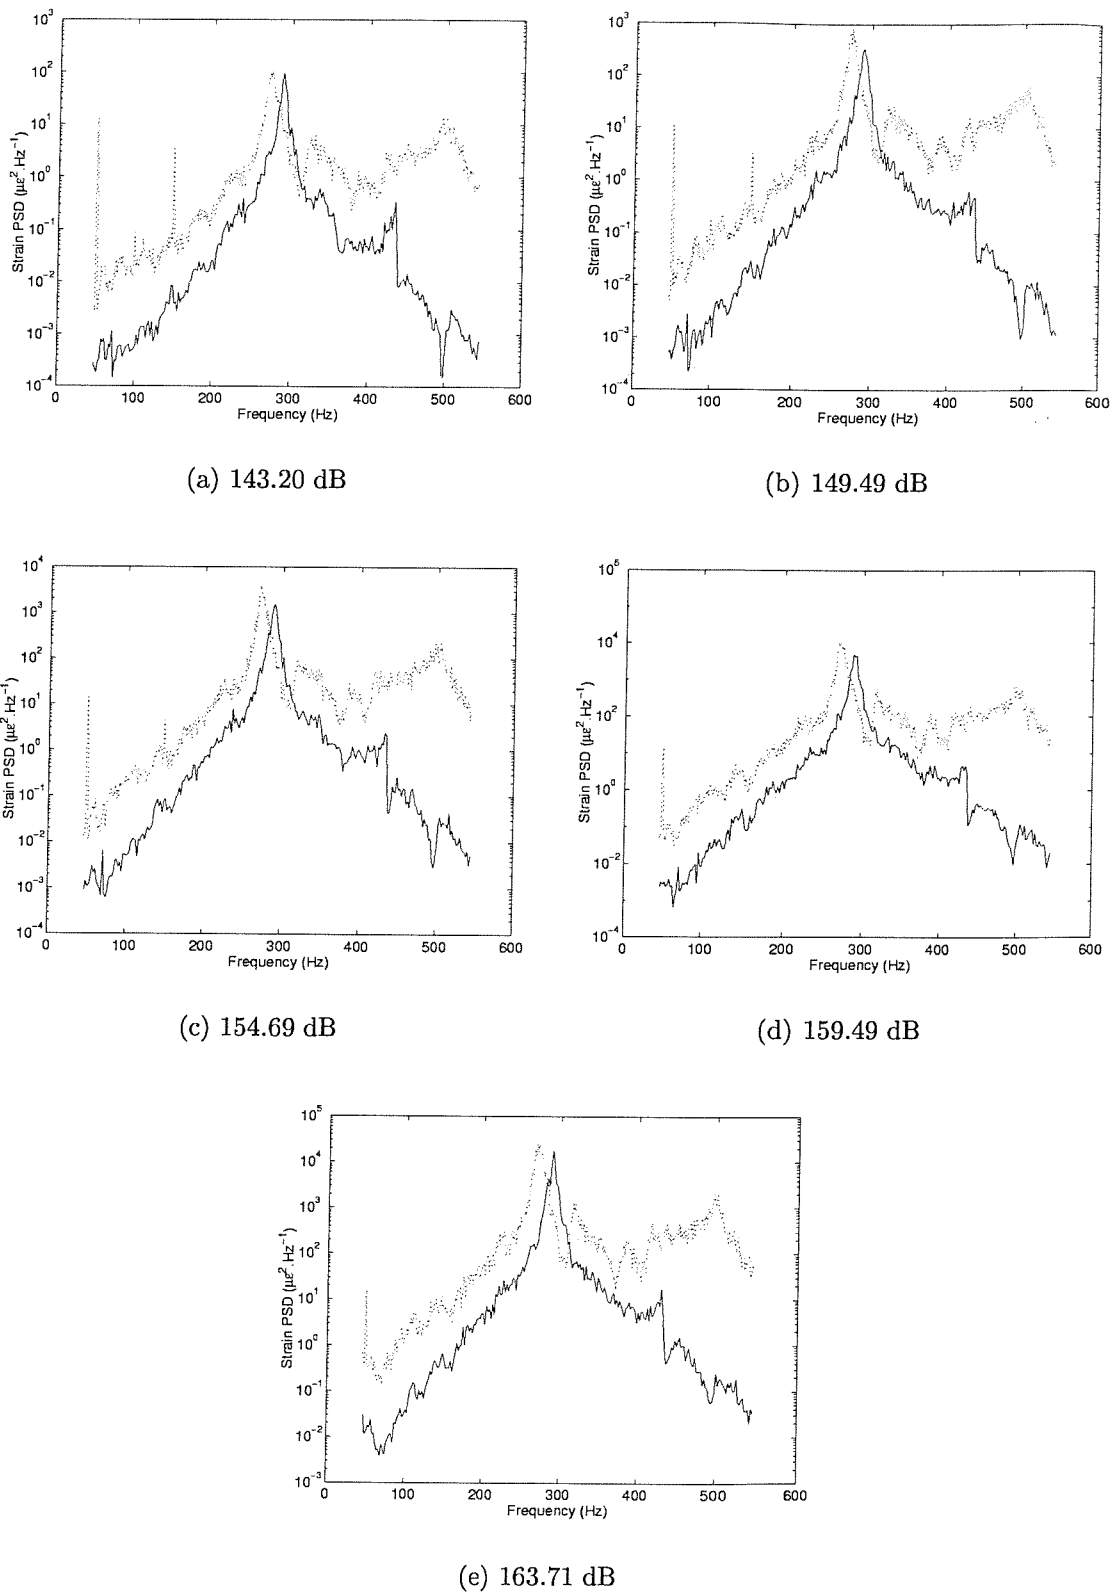 10³
10²
10¹
10⁰
10⁻¹
10⁻²
10⁻³
10⁻⁴
Strain PSD (με².Hz⁻¹)
0 100 200 300 400 500 600
Frequency (Hz)
(a) 143.20 dB
10³
10²
10¹
10⁰
10⁻¹
10⁻²
10⁻³
10⁻⁴
Strain PSD (με².Hz⁻¹)
0 100 200 300 400 500 600
Frequency (Hz)
(b) 149.49 dB
10⁴
10³
10²
10¹
10⁰
10⁻¹
10⁻²
10⁻³
10⁻⁴
Strain PSD (με².Hz⁻¹)
0 100 200 300 400 500 600
Frequency (Hz)
(c) 154.69 dB
10⁶
10⁴
10²
10⁰
10⁻²
10⁻⁴
Strain PSD (με².Hz⁻¹)
0 100 200 300 400 500 600
Frequency (Hz)
(d) 159.49 dB
10⁵
10⁴
10³
10²
10¹
10⁰
10⁻¹
10⁻²
10⁻³
Strain PSD (με².Hz⁻¹)
0 100 200 300 400 500 600
Frequency (Hz)
(e) 163.71 dB